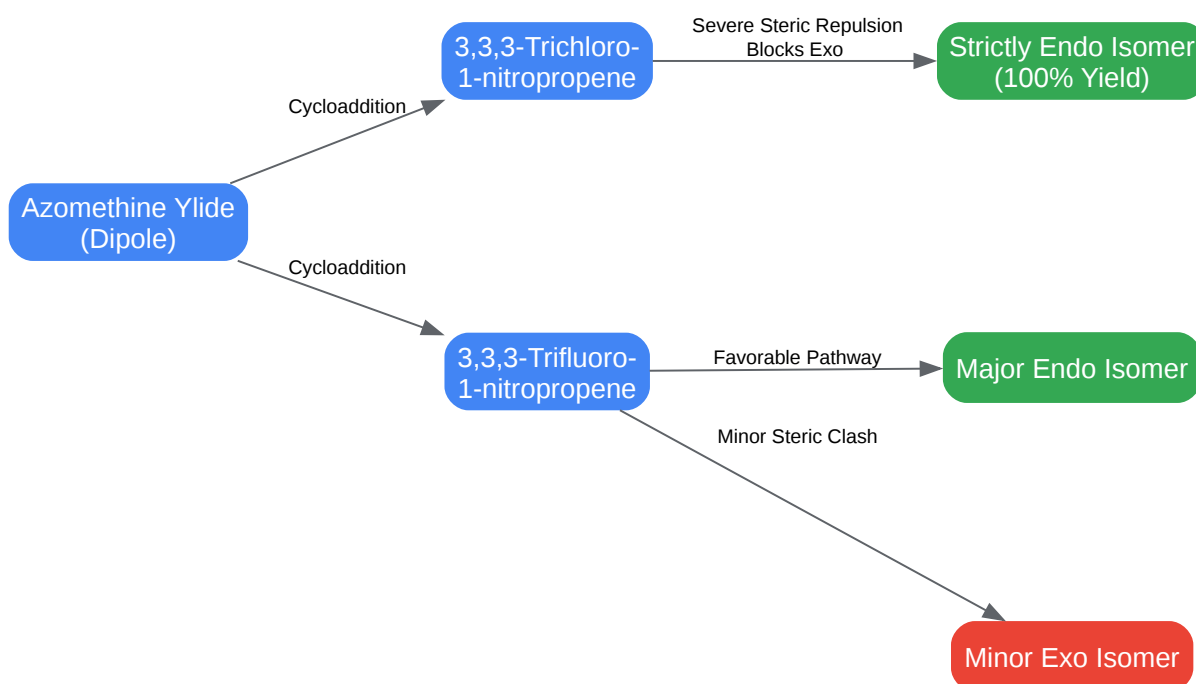 Severe Steric Repulsion
Blocks Exo
3,3,3-Trichloro-
1-nitropropene
Strictly Endo Isomer
(100% Yield)
Cycloaddition
Azomethine Ylide
(Dipole)
Cycloaddition
3,3,3-Trifluoro-
1-nitropropene
Favorable Pathway
Major Endo Isomer
Minor Steric Clash
Minor Exo Isomer